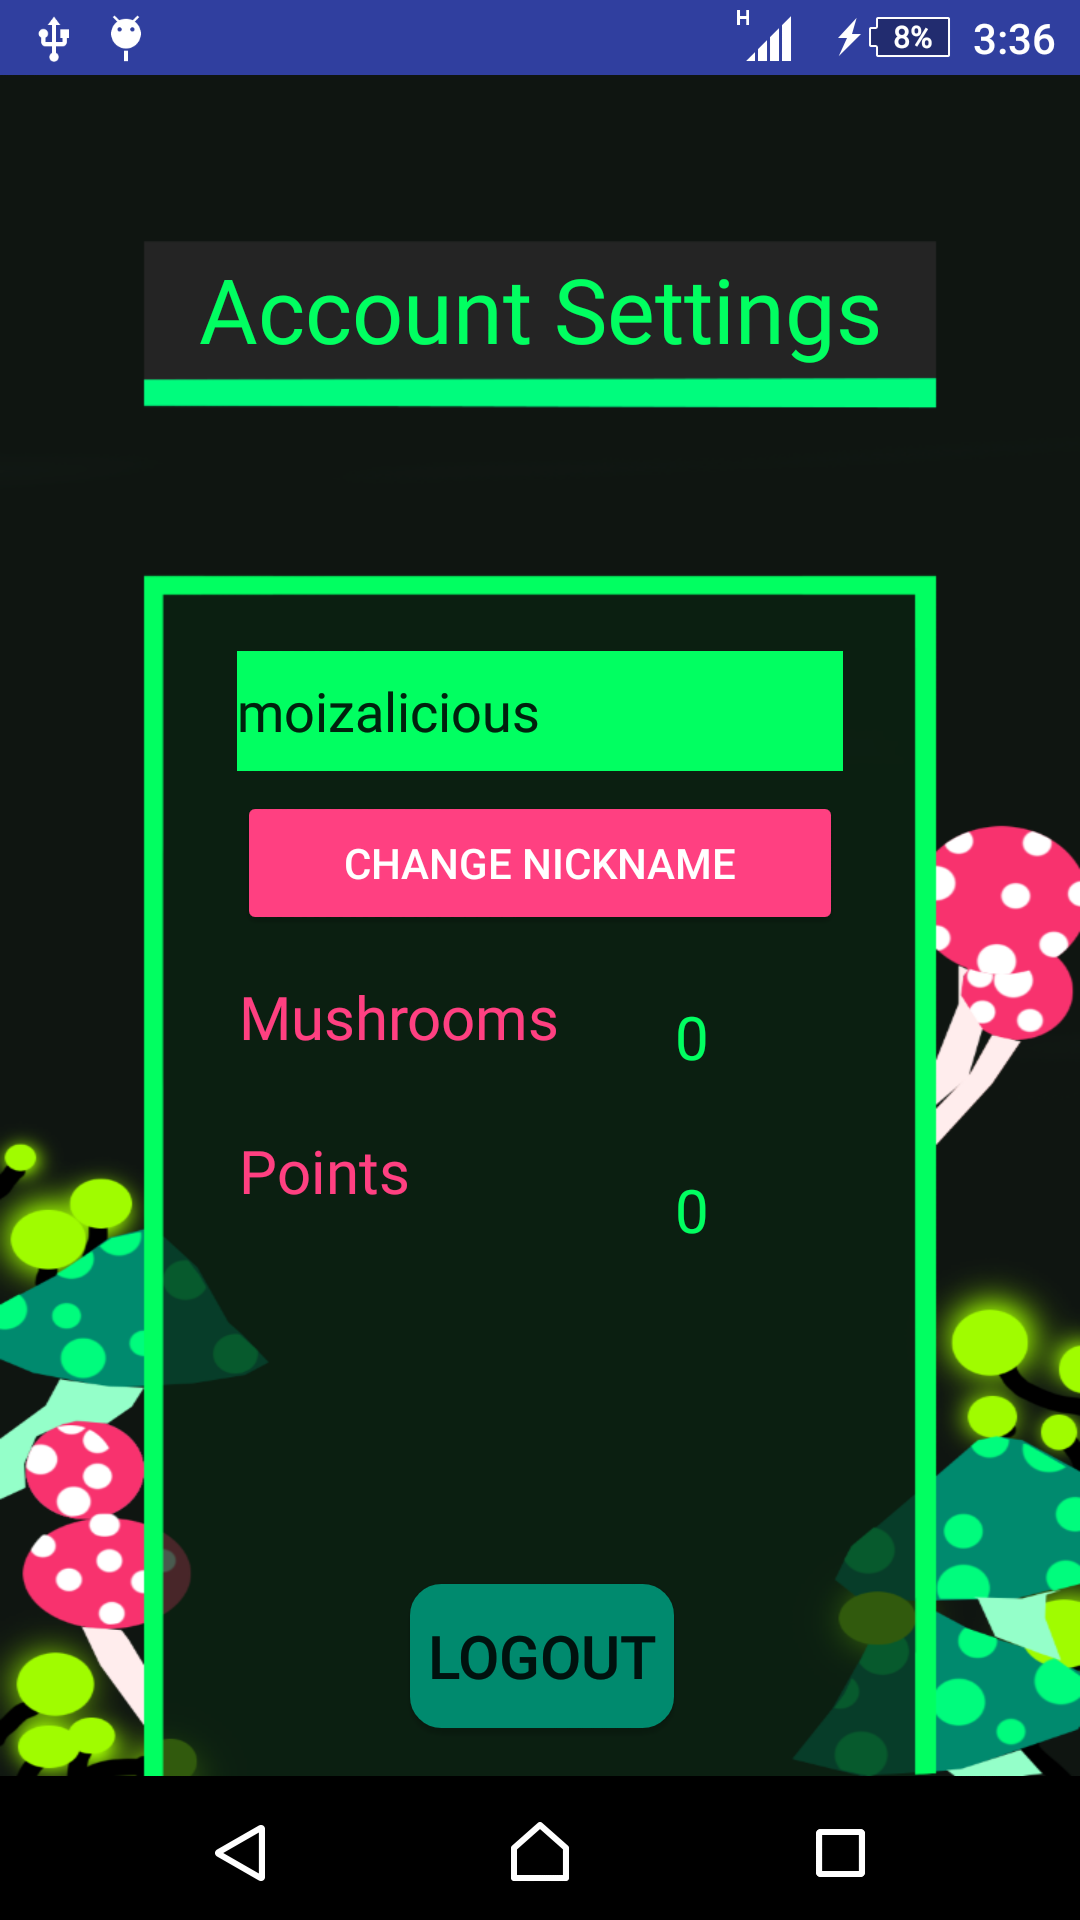 H 8% 3:36
Account Settings
moizalicious
CHANGE NICKNAME
Mushrooms 0
Points 0
LOGOUT